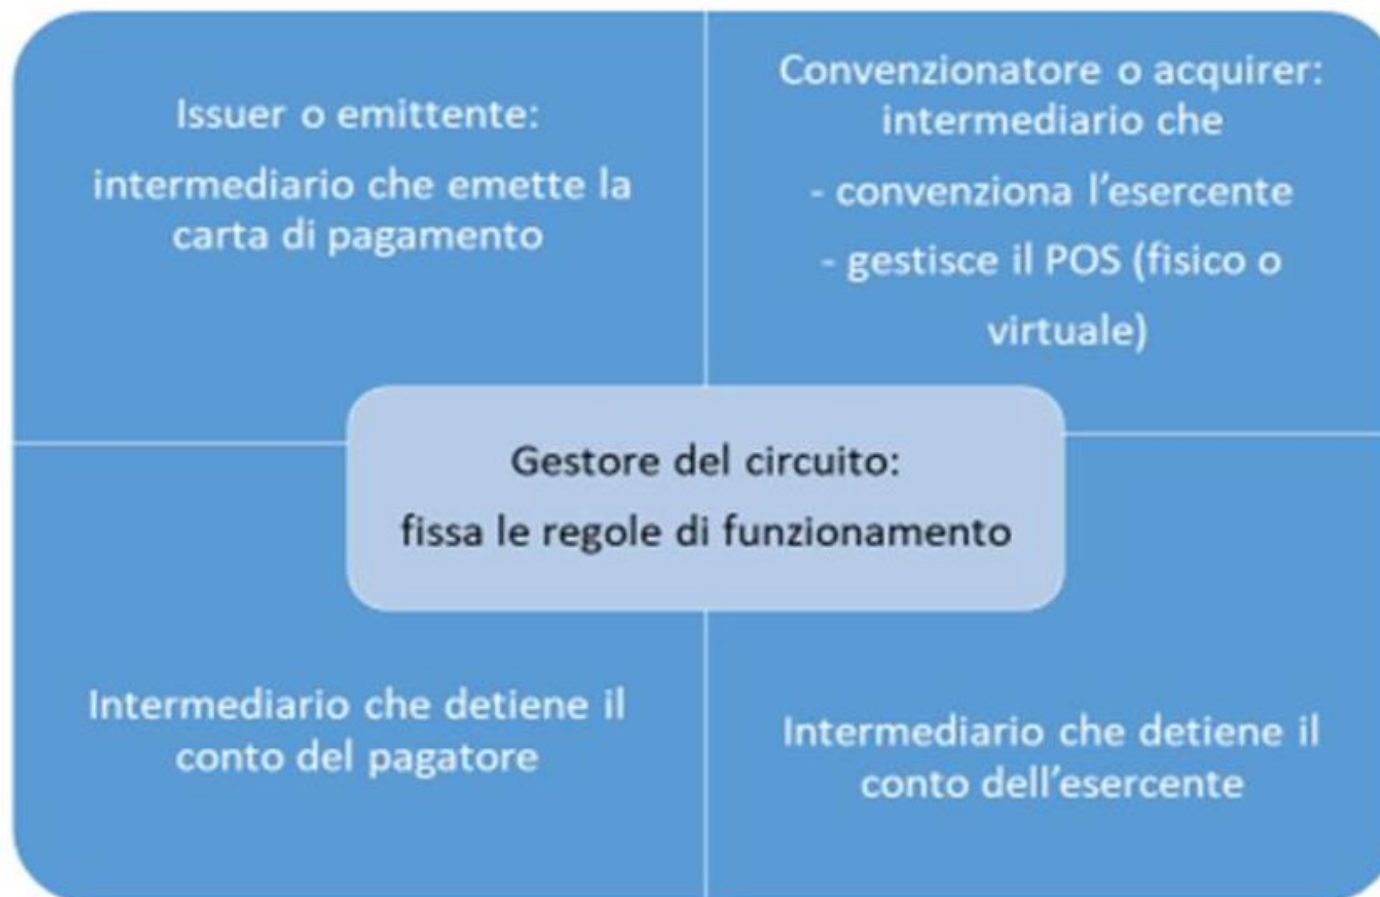 Issuer o emittente:
intermediario che emette la
carta di pagamento
Convenzionatore o acquirer:
intermediario che
- convenziona l'esercente
- gestisce il POS (fisico o
virtuale)
Gestore del circuito:
fissa le regole di funzionamento
Intermediario che detiene il
conto del pagatore
Intermediario che detiene il
conto dell'esercente